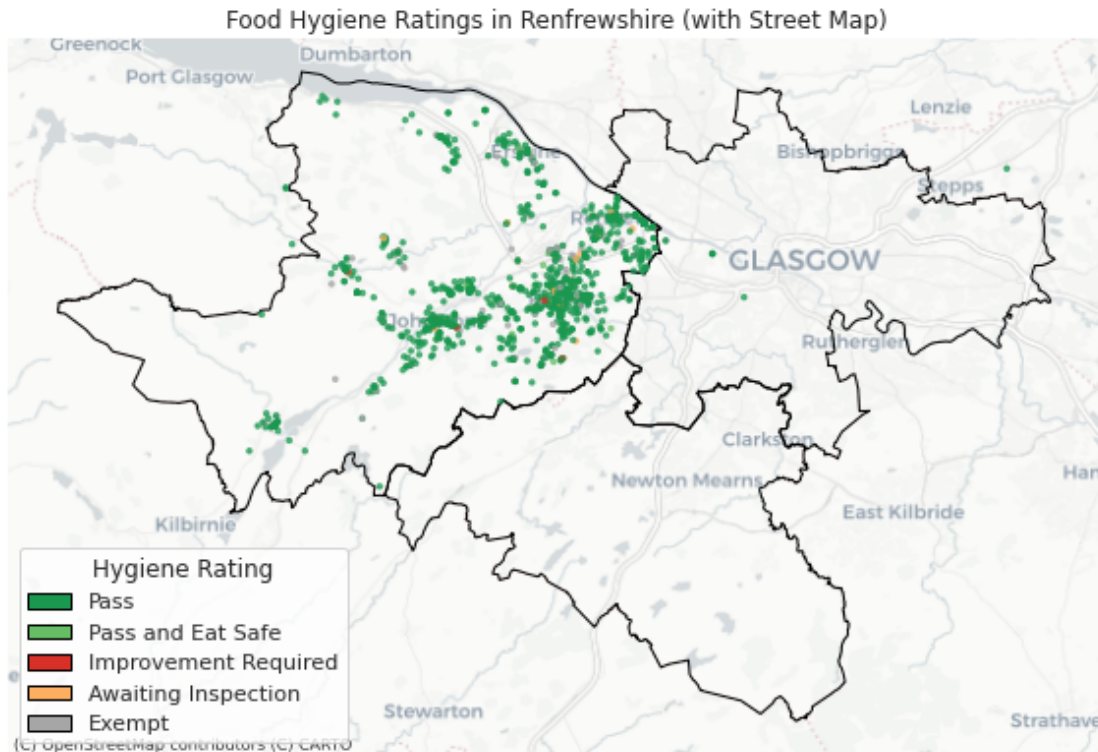 Food Hygiene Ratings in Renfrewshire (with Street Map)
Greenock
Dumbarton
Port Glasgow
Lenzie
Bishopbriggs
Stepps
GLASGOW
Rutherglen
Clarkston
Newton Mearns
East Kilbride
Kilbirnie
Hygiene Rating
Pass
Pass and Eat Safe
Improvement Required
Awaiting Inspection
Exempt
Stewarton
Strathave
(C) OpenStreetMap contributors (C) CARTO